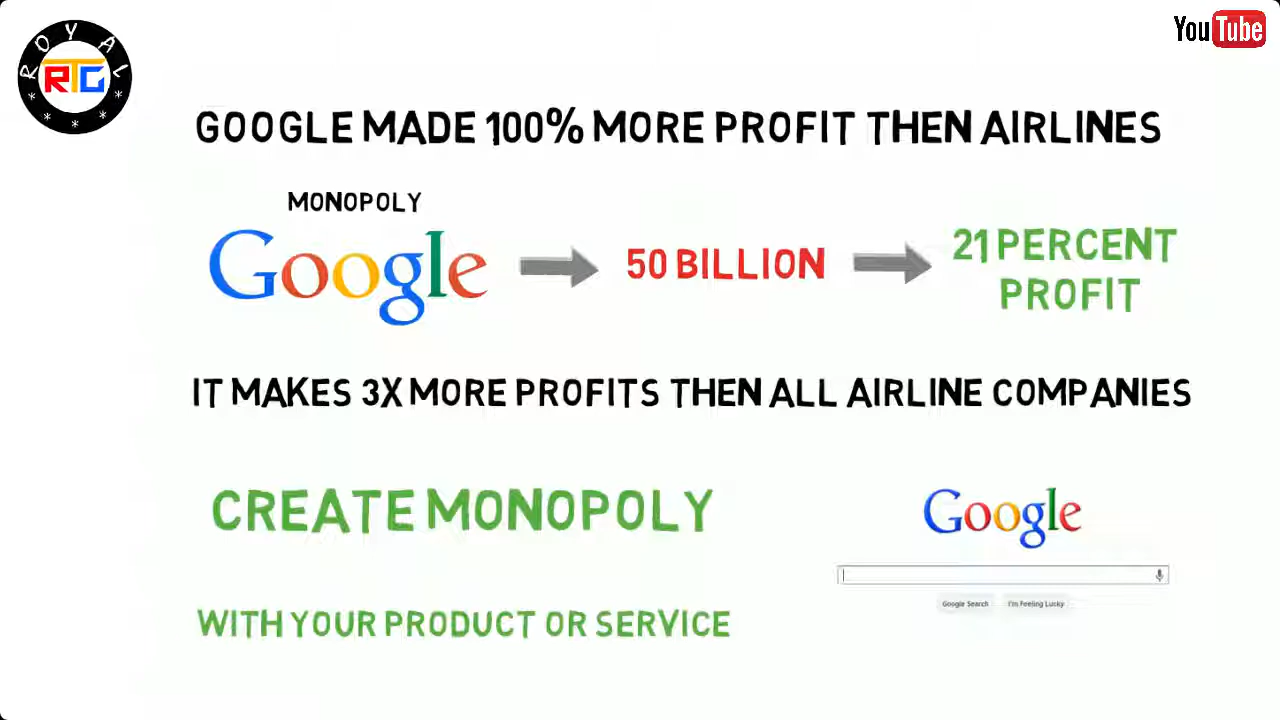 ROYAL
RTG
* * * * *
YouTube
GOOGLE MADE 100% MORE PROFIT THEN AIRLINES
MONOPOLY
Google
50 BILLION
21 PERCENT
PROFIT
IT MAKES 3X MORE PROFITS THEN ALL AIRLINE COMPANIES
CREATE MONOPOLY
Google
Google Search
I'm Feeling Lucky
WITH YOUR PRODUCT OR SERVICE